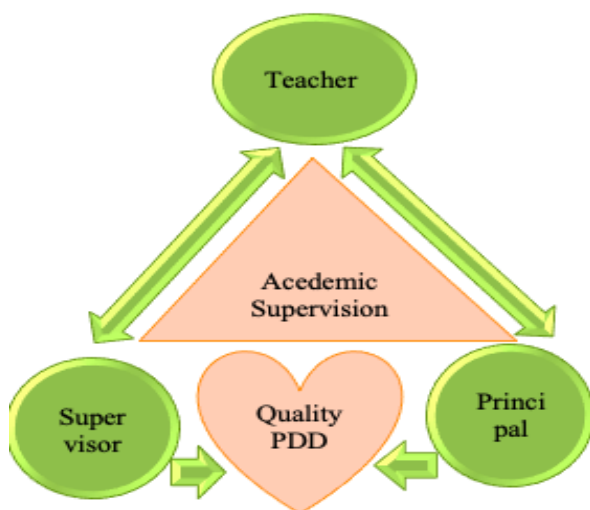 Teacher
Acedemic
Supervision
Super
visor
Quality
PDD
Princi
pal